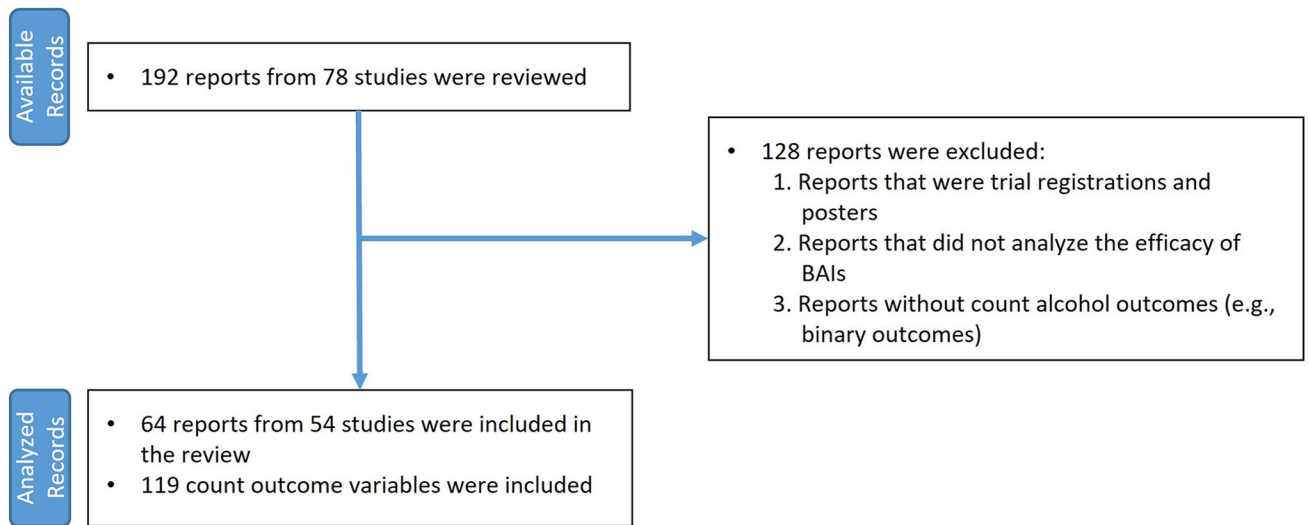 Available
Records
• 192 reports from 78 studies were reviewed
• 128 reports were excluded:
1. Reports that were trial registrations and
posters
2. Reports that did not analyze the efficacy of
BAIs
3. Reports without count alcohol outcomes (e.g.,
binary outcomes)
Analyzed
Records
• 64 reports from 54 studies were included in
the review
• 119 count outcome variables were included